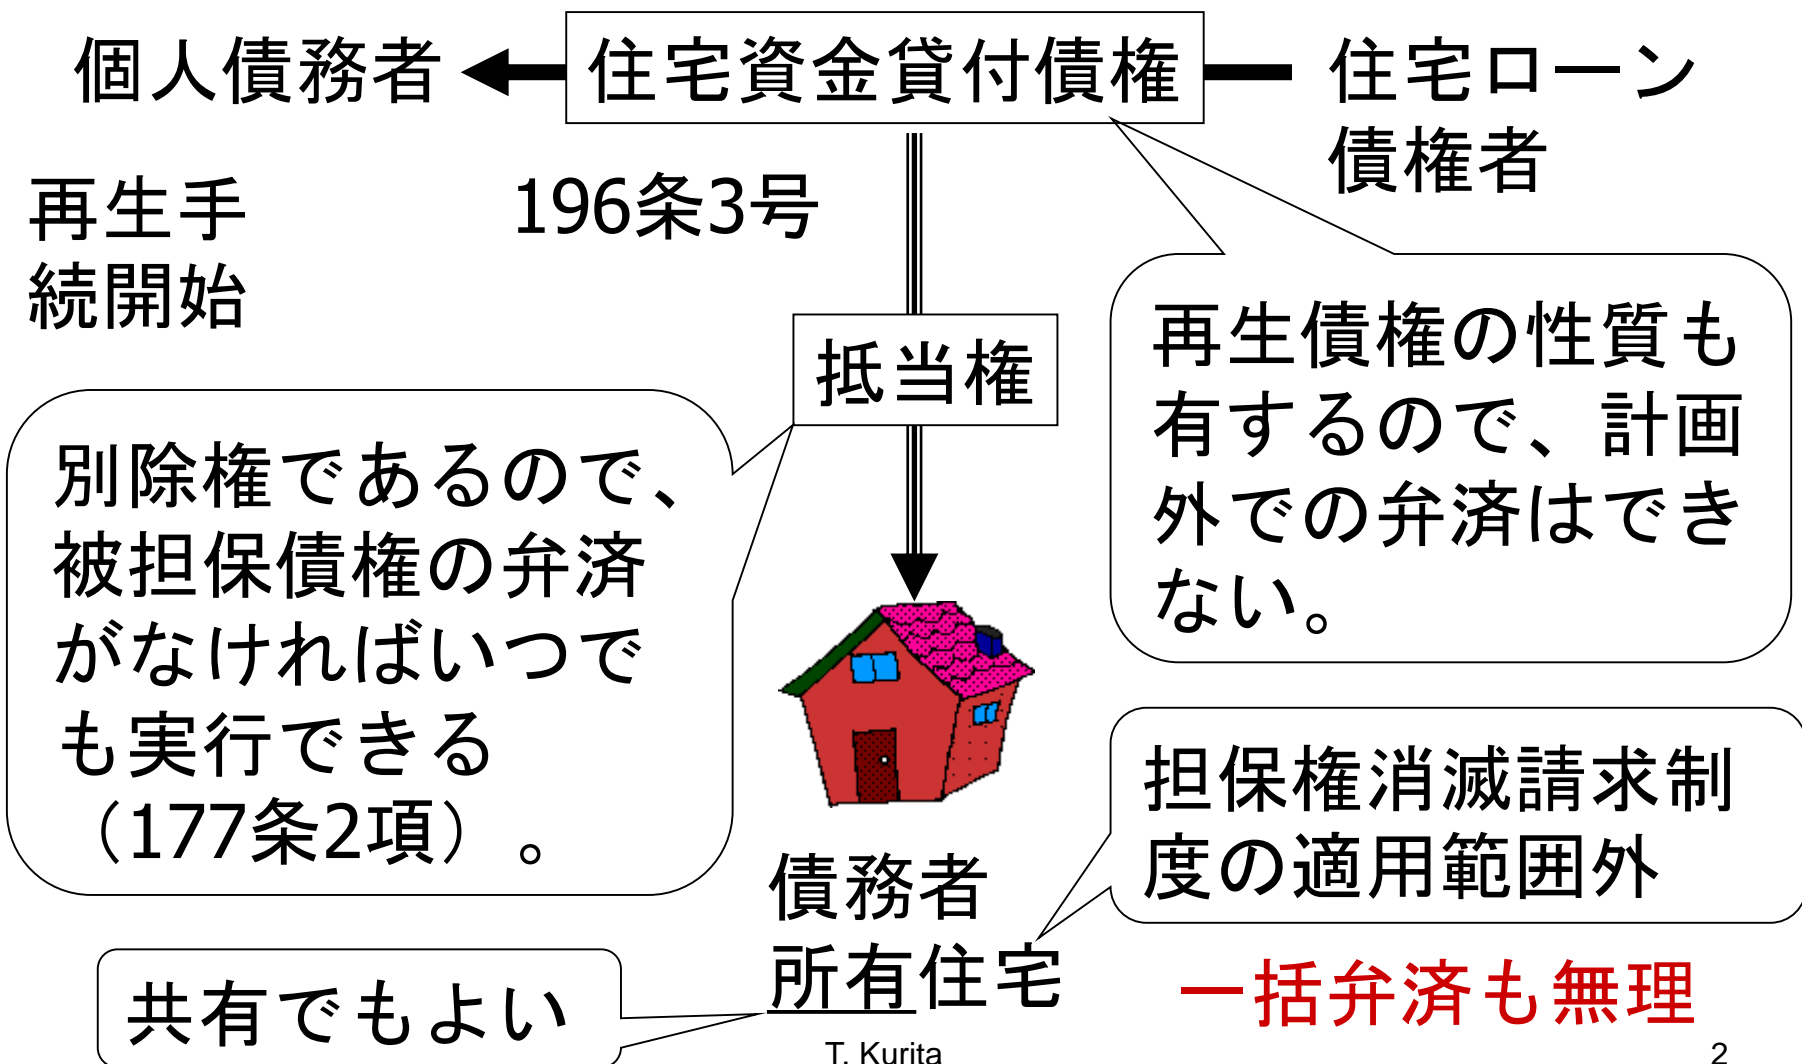 個人債務者
住宅資金貸付債権
住宅ローン
債権者
再生手
続開始
196条3号
抵当権
再生債権の性質も
有するので、計画
外での弁済はでき
ない。
別除権であるので、
被担保債権の弁済
がなければいつで
も実行できる
（177条2項）。
担保権消滅請求制
度の適用範囲外
債務者
所有住宅
共有でもよい
一括弁済も無理
T. Kurita
2